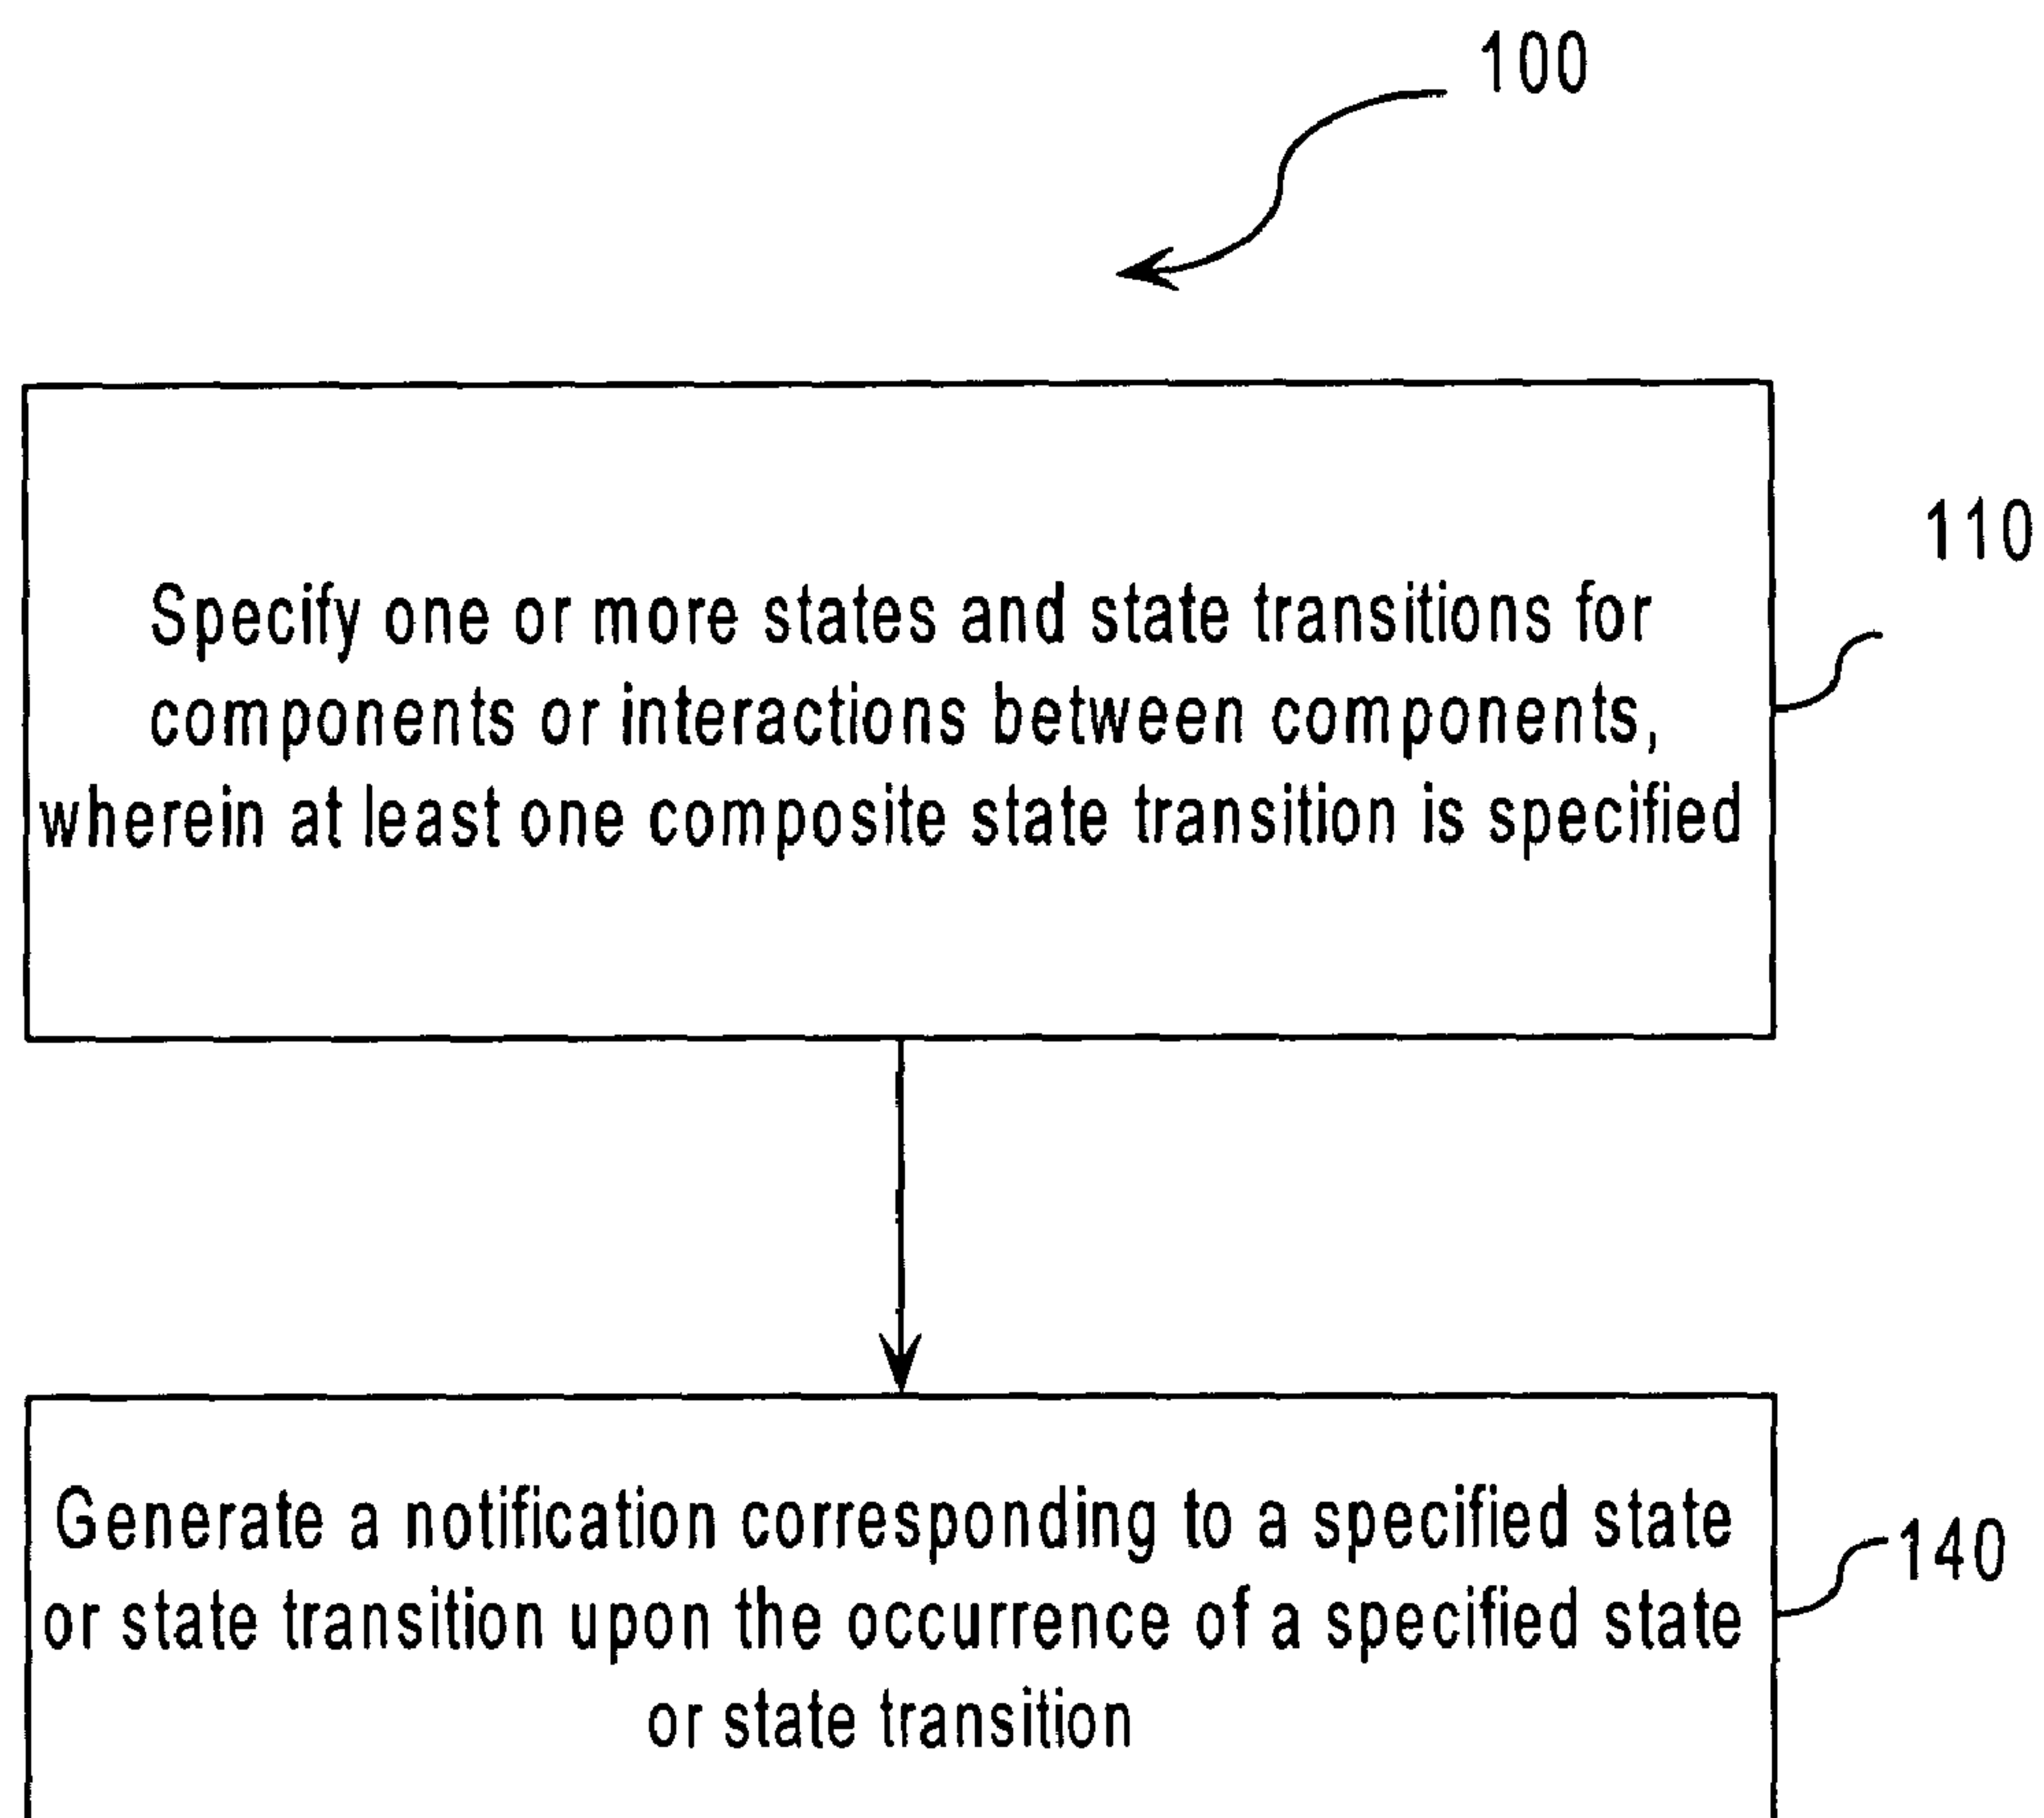 100
110
Specify one or more states and state transitions for
components or interactions between components,
wherein at least one composite state transition is specified
Generate a notification corresponding to a specified state
140
or state transition upon the occurrence of a specified state
or state transition